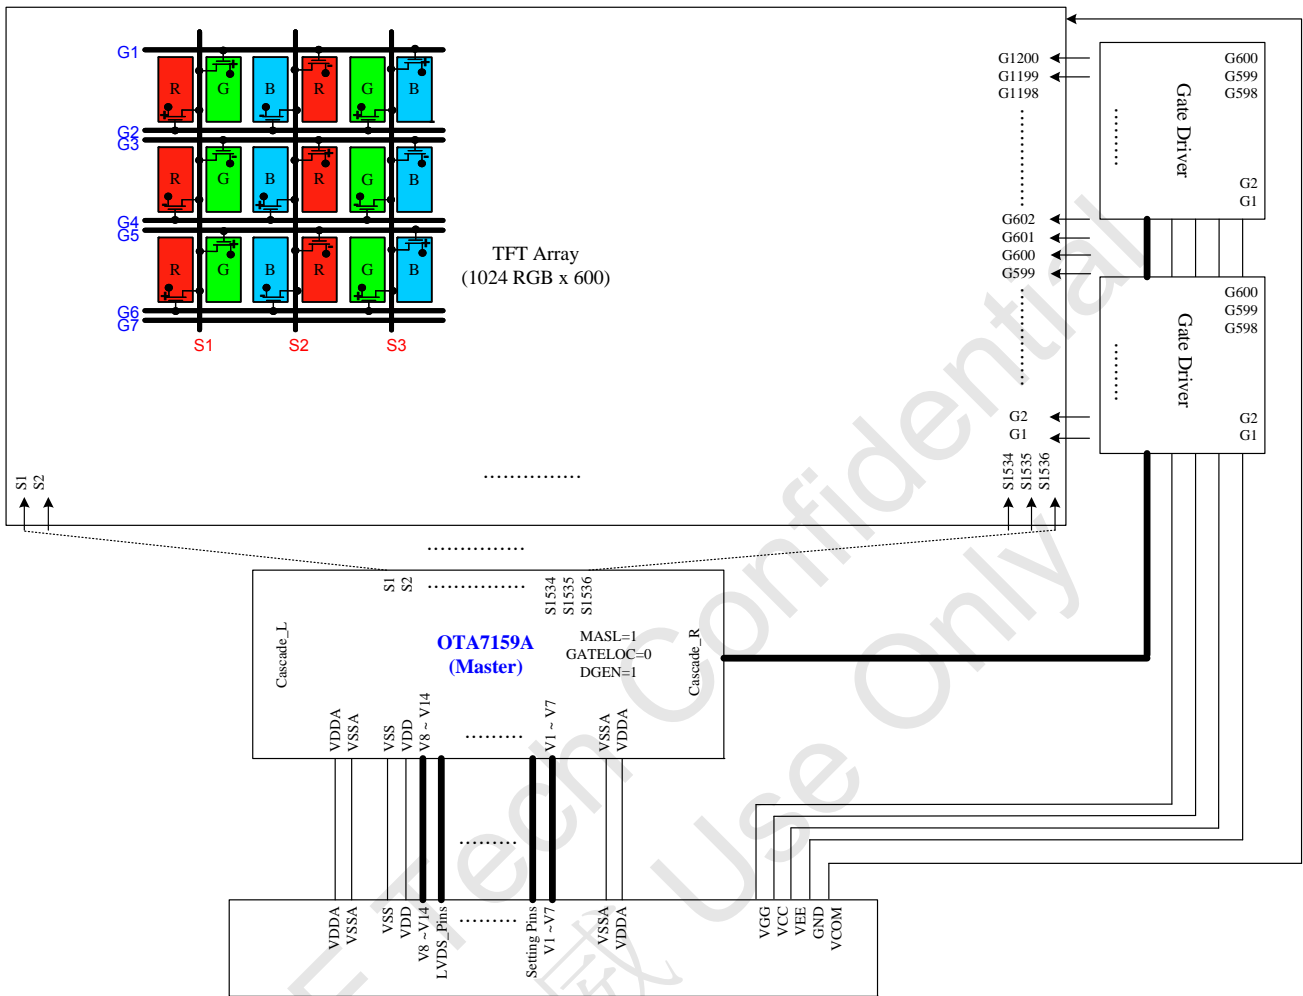 G1
R G B R G B
G2
G3
R G B R G B
G4
G5
R G B R G B
G6
G7
S1 S2 S3
TFT Array
(1024 RGB x 600)
G1200
G1199
G1198
G602
G601
G600
G599
G2
G1
S1
S2
S1534
S1535
S1536
Gate Driver
G600
G599
G598
G2
G1
Gate Driver
G600
G599
G598
G2
G1
S1
S2
S1534
S1535
S1536
Cascade_L
OTA7159A
(Master)
MASL=1
GATELOC=0
DGEN=1
Cascade_R
VDDA
VSSA
VSS
VDD
V8 ~ V14
V1 ~ V7
VSSA
VDDA
VDDA
VSSA
VSS
VDD
V8 ~V14
LVDS_Pins
Setting Pins
V1 ~V7
VSSA
VDDA
VGG
VCC
VEE
GND
VCOM
Tech Confidential
Use Only